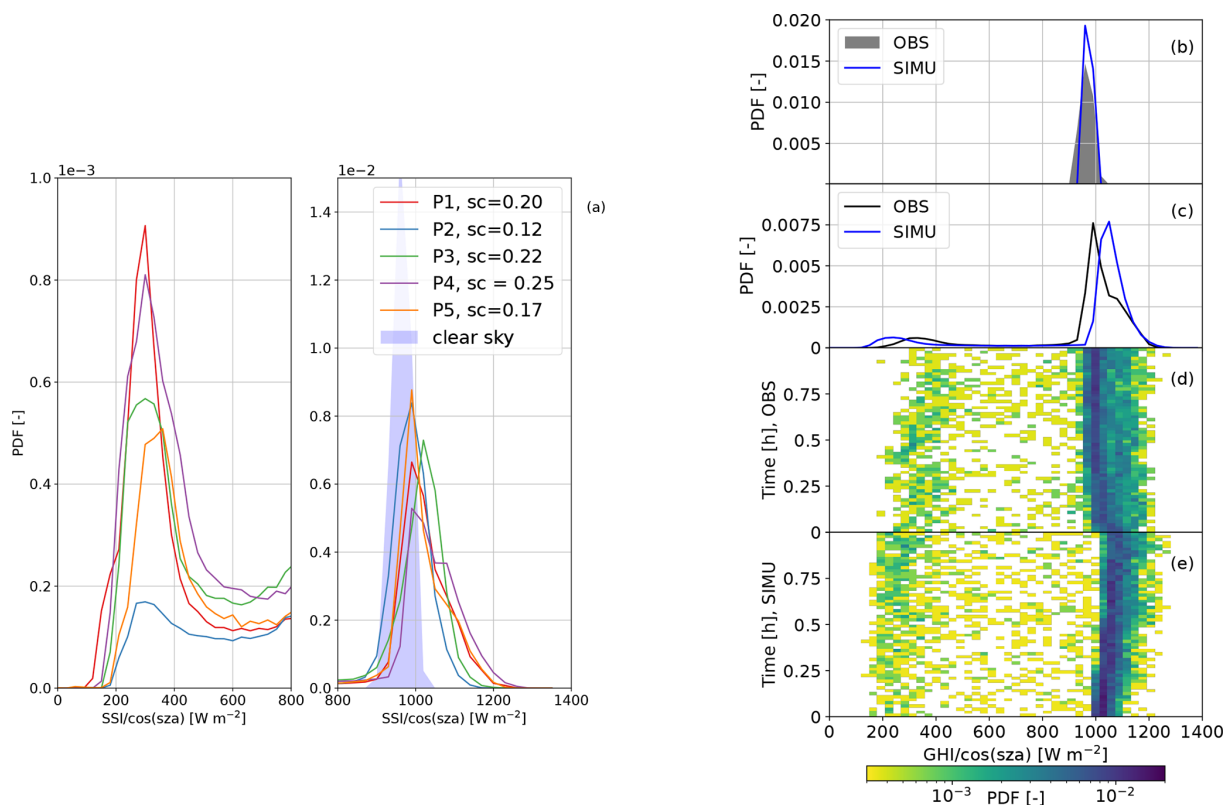 1e−3
1.0
0.8
0.6
0.4
0.2
0.0
PDF [-]
0
200
400
600
800
SSI/cos(sza) [W m⁻²]
1e−2
1.4
1.2
1.0
0.8
0.6
0.4
0.2
0.0
800
1000
1200
1400
SSI/cos(sza) [W m⁻²]
P1, sc=0.20
P2, sc=0.12
P3, sc=0.22
P4, sc = 0.25
P5, sc=0.17
clear sky
(a)
0.020
0.015
0.010
0.005
PDF [-]
OBS
SIMU
(b)
0.0075
0.005
0.0025
0
PDF [-]
OBS
SIMU
(c)
0.75
0.5
0.25
0
Time [h], OBS
(d)
0.75
0.5
0.25
0
Time [h], SIMU
(e)
0
200
400
600
800
1000
1200
1400
GHI/cos(sza) [W m⁻²]
10⁻³
PDF [-]
10⁻²